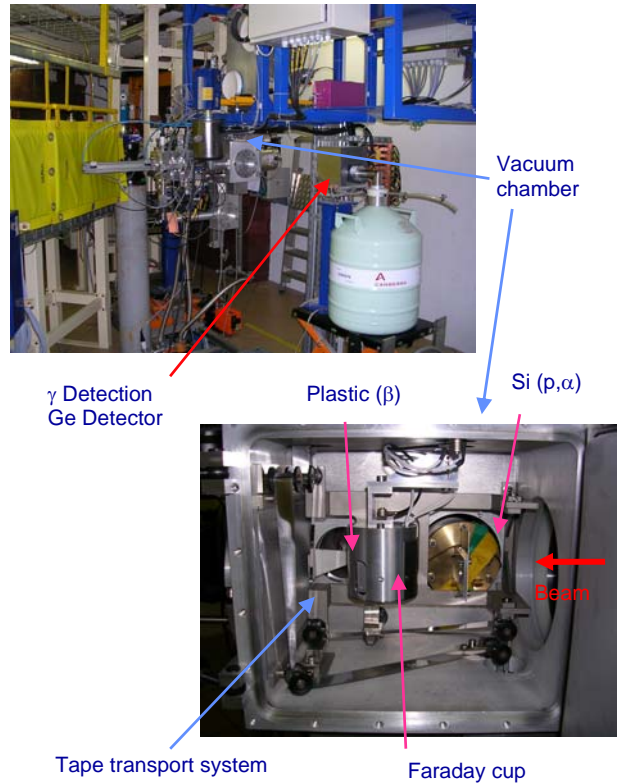 Vacuum
chamber
CANBERRA
γ Detection
Ge Detector
Plastic (β)
Si (p,α)
Beam
Tape transport system
Faraday cup